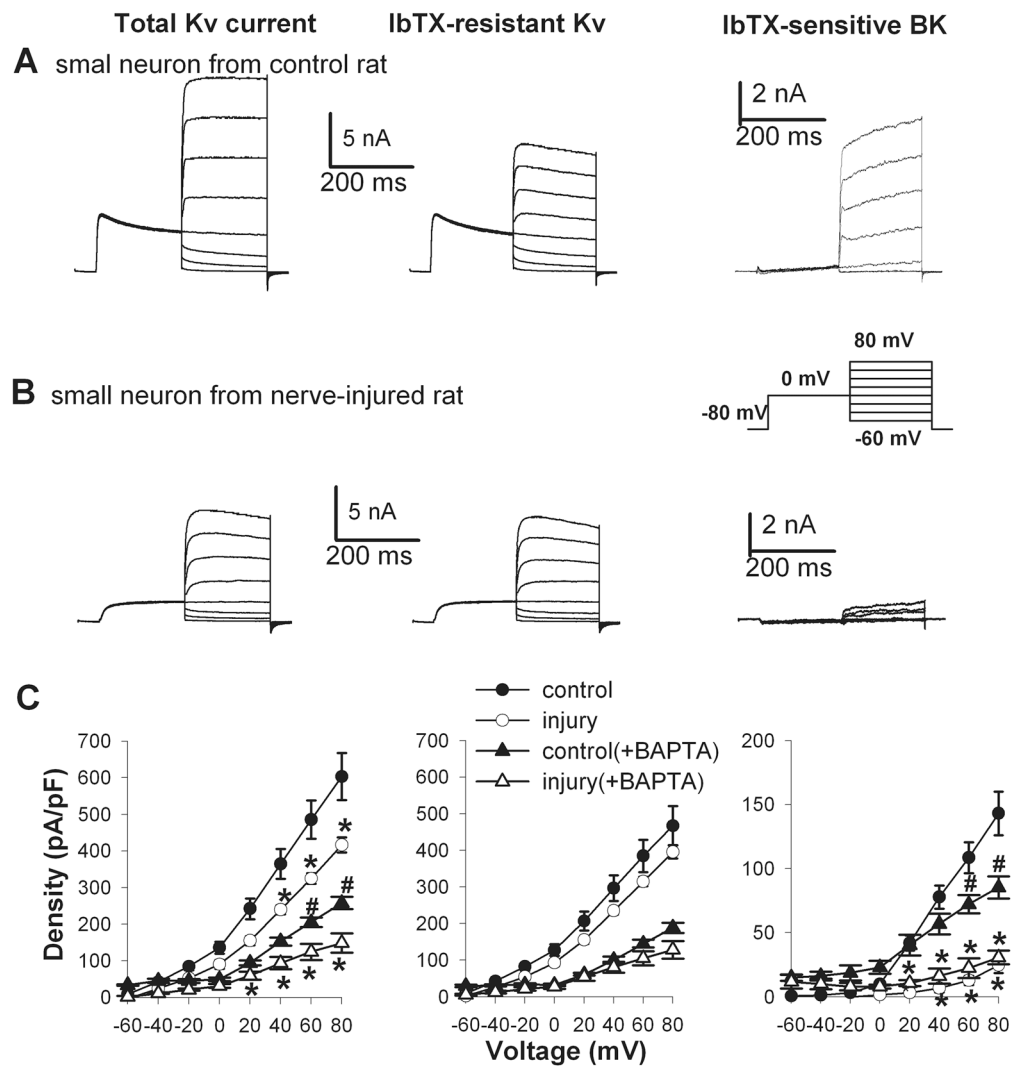 Total Kv current
IbTX-resistant Kv
IbTX-sensitive BK
A smal neuron from control rat
5 nA
200 ms
2 nA
200 ms
80 mV
0 mV
-80 mV
-60 mV
B small neuron from nerve-injured rat
5 nA
200 ms
2 nA
200 ms
C
control
injury
control(+BAPTA)
injury(+BAPTA)
Density (pA/pF)
700
600
500
400
300
200
100
0
-60 -40 -20 0 20 40 60 80
* * * # # * * * *
700
600
500
400
300
200
100
0
-60 -40 -20 0 20 40 60 80
200
150
100
50
0
-60 -40 -20 0 20 40 60 80
# # * * * * * * *
Voltage (mV)